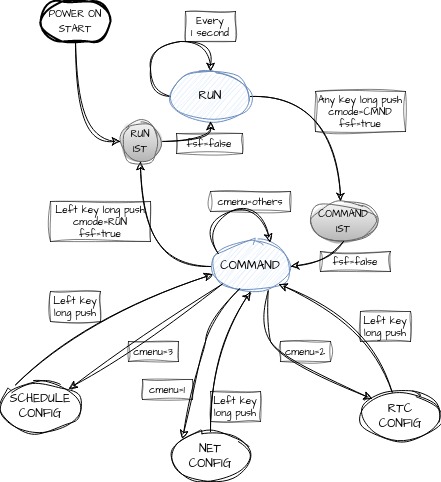 POWER ON
START
Every
1 second
RUN
Any key long push
cmode=CMND
fsf=true
RUN
1ST
fsf=false
Left key long push
cmode=RUN
fsf=true
cmenu=others
COMMAND
1ST
fsf=false
COMMAND
Left key
long push
Left key
long push
cmenu=3
cmenu=2
cmenu=1
SCHEDULE
CONFIG
Left key
long push
RTC
CONFIG
NET
CONFIG